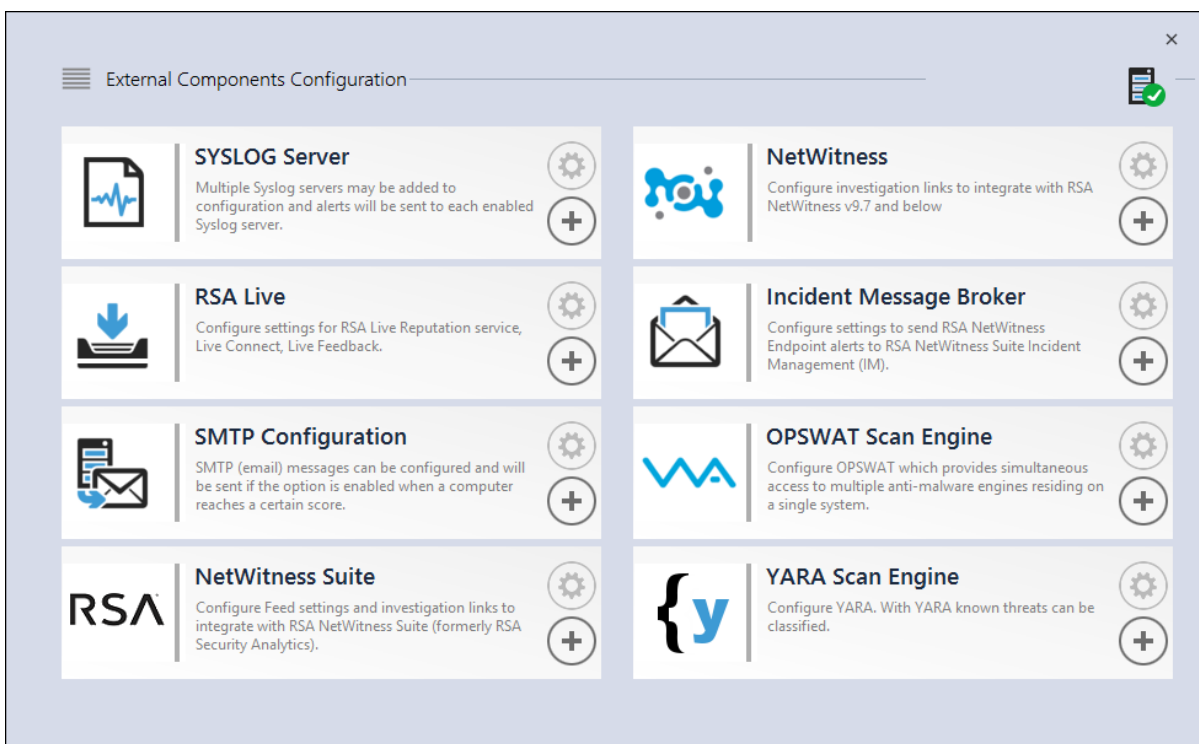 External Components Configuration
SYSLOG Server
Multiple Syslog servers may be added to
configuration and alerts will be sent to each enabled
Syslog server.
NetWitness
Configure investigation links to integrate with RSA
NetWitness v9.7 and below
RSA Live
Configure settings for RSA Live Reputation service,
Live Connect, Live Feedback.
Incident Message Broker
Configure settings to send RSA NetWitness
Endpoint alerts to RSA NetWitness Suite Incident
Management (IM).
SMTP Configuration
SMTP (email) messages can be configured and will
be sent if the option is enabled when a computer
reaches a certain score.
OPSWAT Scan Engine
Configure OPSWAT which provides simultaneous
access to multiple anti-malware engines residing on
a single system.
RSA
NetWitness Suite
Configure Feed settings and investigation links to
integrate with RSA NetWitness Suite (formerly RSA
Security Analytics).
{y
YARA Scan Engine
Configure YARA. With YARA known threats can be
classified.